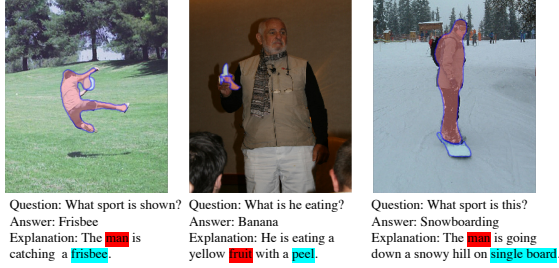 Question: What sport is shown?
Answer: Frisbee
Explanation: The man is
catching a frisbee.
Question: What is he eating?
Answer: Banana
Explanation: He is eating a
yellow fruit with a peel.
Question: What sport is this?
Answer: Snowboarding
Explanation: The man is going
down a snowy hill on single board